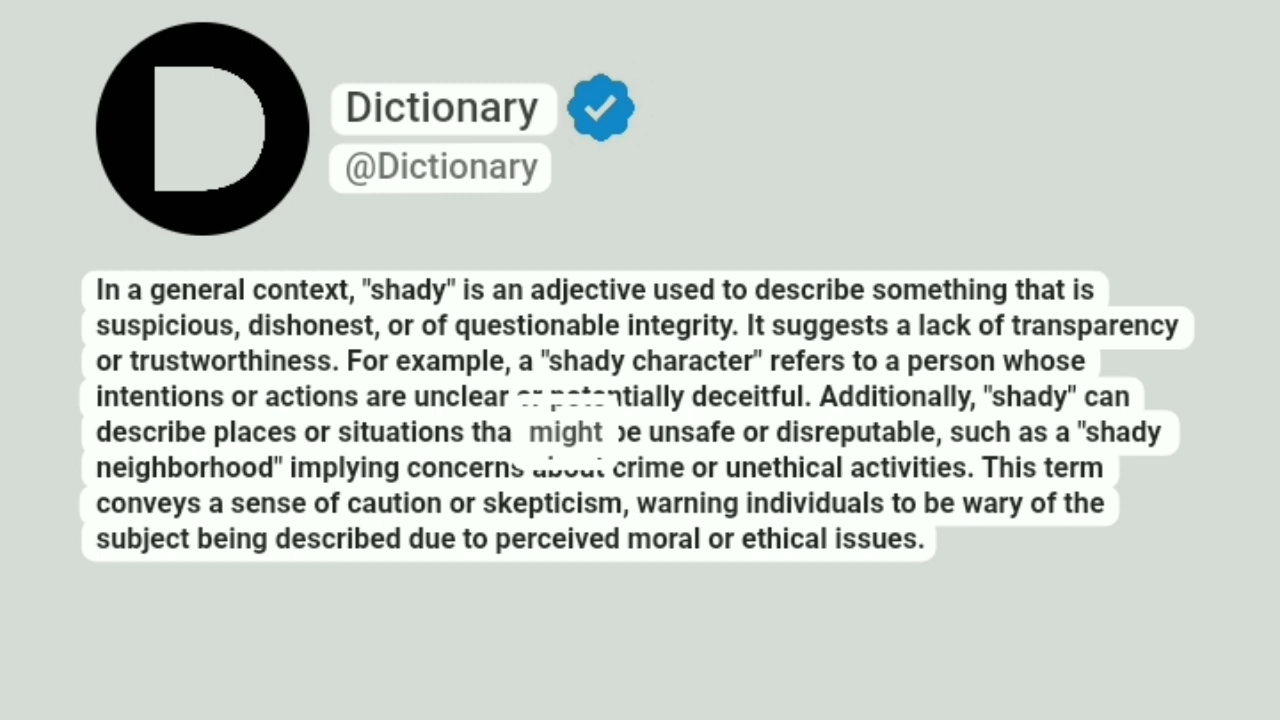 D
Dictionary
@Dictionary
In a general context, "shady" is an adjective used to describe something that is
suspicious, dishonest, or of questionable integrity. It suggests a lack of transparency
or trustworthiness. For example, a "shady character" refers to a person whose
intentions or actions are unclear or potentially deceitful. Additionally, "shady" can
describe places or situations tha might be unsafe or disreputable, such as a "shady
neighborhood" implying concerns about crime or unethical activities. This term
conveys a sense of caution or skepticism, warning individuals to be wary of the
subject being described due to perceived moral or ethical issues.